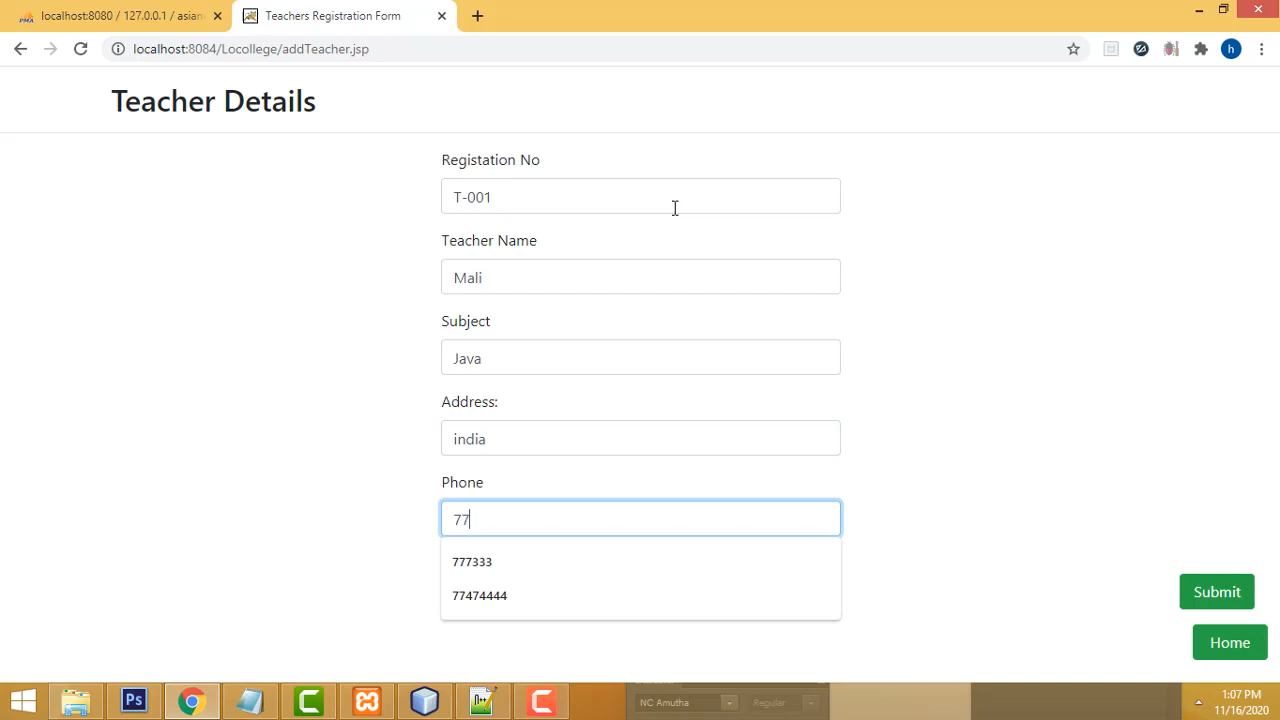 localhost:8080 / 127.0.0.1 / asian
Teachers Registration Form
localhost:8084/Locollege/addTeacher.jsp
h
Teacher Details
Registation No
T-001
Teacher Name
Mali
Subject
Java
Address:
india
Phone
77
777333
77474444
Submit
Home
Ps
NC Amutha
Regular
1:07 PM
11/16/2020